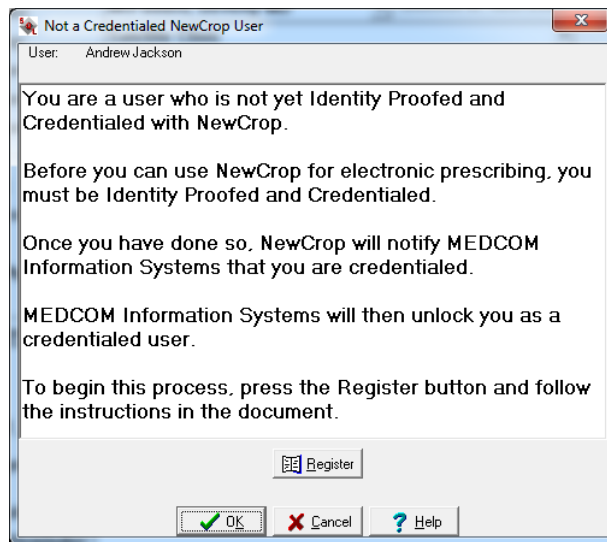 Not a Credentialed NewCrop User
User: Andrew Jackson
You are a user who is not yet Identity Proofed and
Credentialed with NewCrop.
Before you can use NewCrop for electronic prescribing, you
must be Identity Proofed and Credentialed.
Once you have done so, NewCrop will notify MEDCOM
Information Systems that you are credentialed.
MEDCOM Information Systems will then unlock you as a
credentialed user.
To begin this process, press the Register button and follow
the instructions in the document.
Register
OK Cancel Help